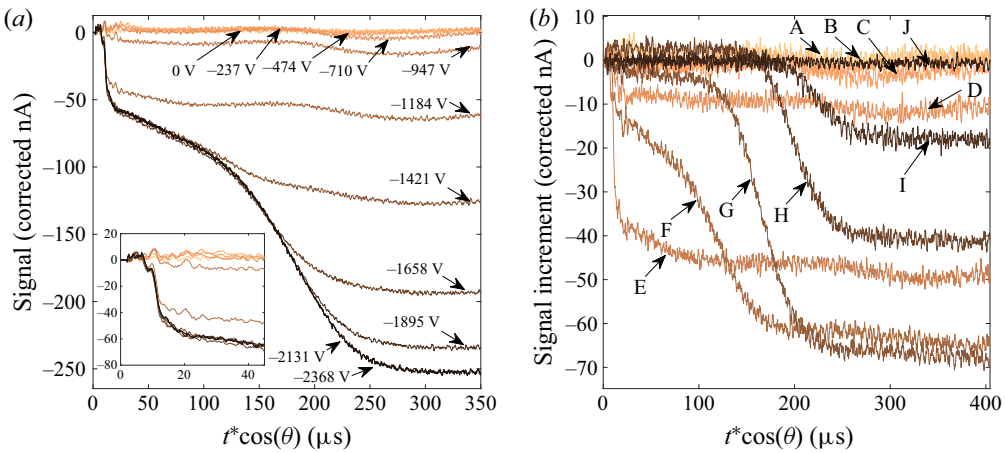 (a)
0
–50
–100
–150
–200
–250
Signal (corrected nA)
0 V
–237 V
–474 V
–710 V
–947 V
–1184 V
–1421 V
–1658 V
–1895 V
–2131 V
–2368 V
20
0
–20
–40
–60
–80
0
20
40
0 50 100 150 200 250 300 350
t*cos(θ) (μs)
(b)
10
0
–10
–20
–30
–40
–50
–60
–70
Signal increment (corrected nA)
A
B
C
J
D
I
F
G
H
E
0 100 200 300 400
t*cos(θ) (μs)